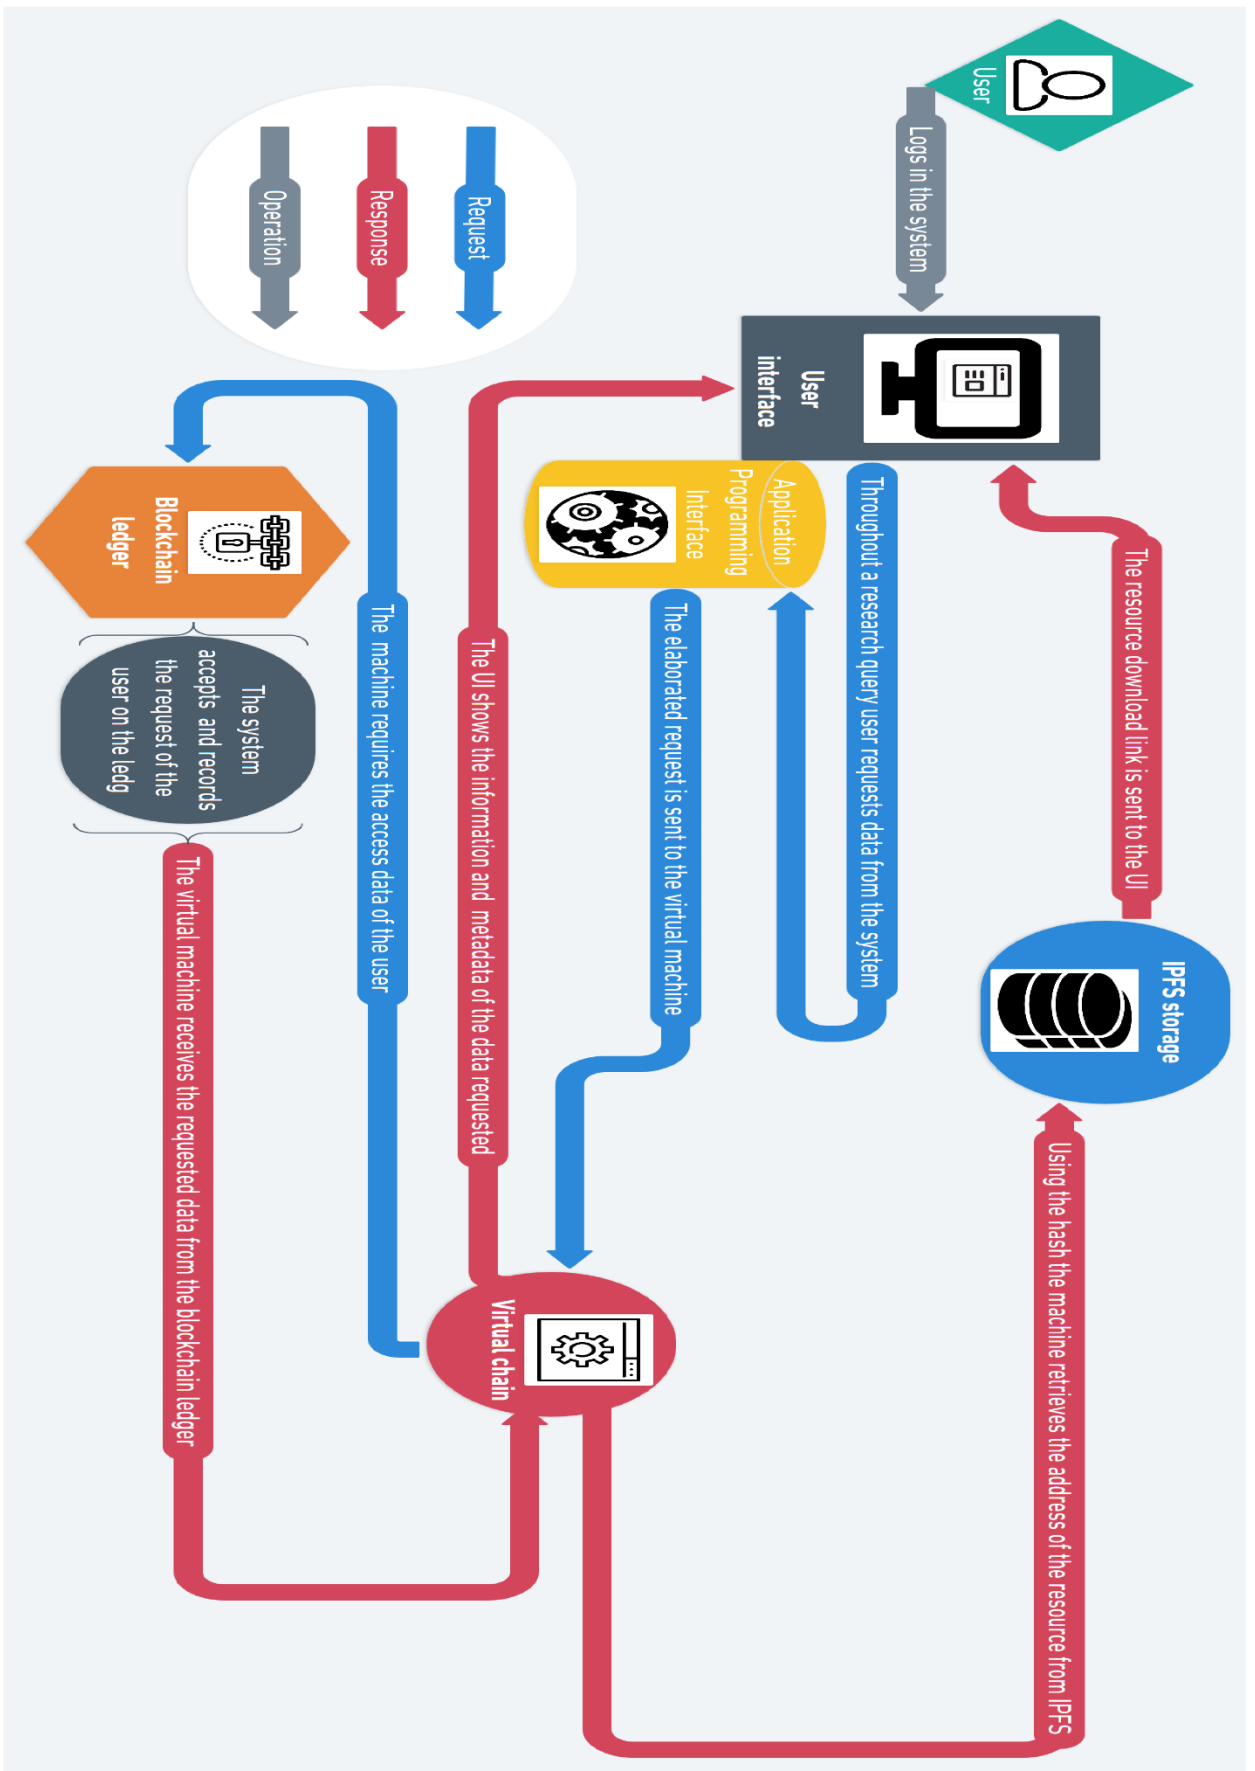 User
Logs in the system
User
interface
IPFS storage
The resource download link is sent to the UI
Using the hash the machine retrieves the address of the resource from IPFS
Throughout a research query user requests data from the system
Application
Programming
Interface
The elaborated request is sent to the virtual machine
Virtual chain
The UI shows the information and metadata of the data requested
The machine requires the access data of the user
Request
Response
Operation
Blockchain
ledger
The system
accepts and records
the request of the
user on the ledg
The virtual machine receives the requested data from the blockchain ledger